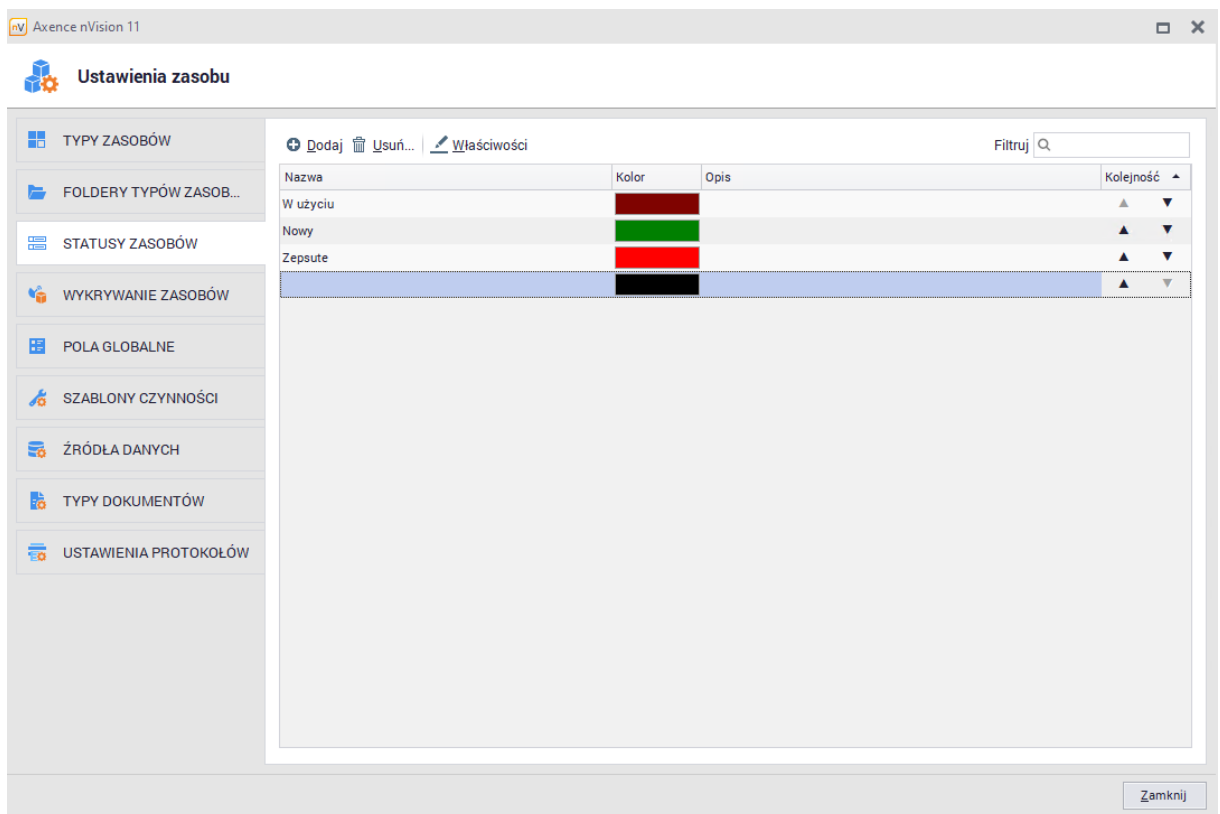 nV Axence nVision 11
Ustawienia zasobu
TYPY ZASOBÓW
FOLDERY TYPÓW ZASOB...
STATUSY ZASOBÓW
WYKRYWANIE ZASOBÓW
POLA GLOBALNE
SZABLONY CZYNNOŚCI
ŹRÓDŁA DANYCH
TYPY DOKUMENTÓW
USTAWIENIA PROTOKOŁÓW
Dodaj Usuń... Właściwości Filtruj
Nazwa Kolor Opis Kolejność
W użyciu
Nowy
Zepsute
Zamknij